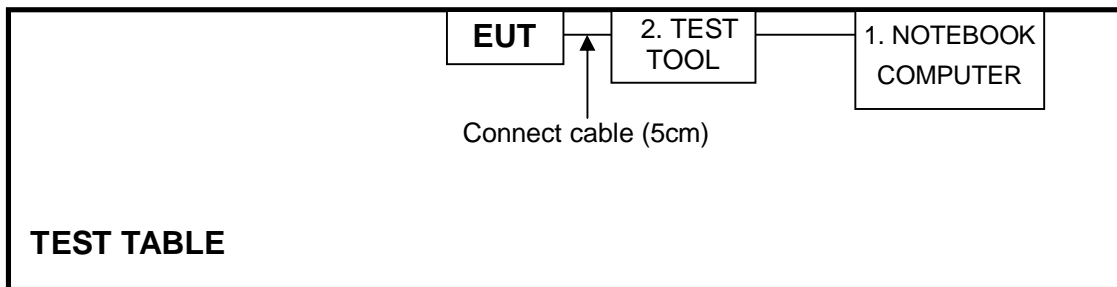 EUT
2. TEST
TOOL
1. NOTEBOOK
COMPUTER
Connect cable (5cm)
TEST TABLE